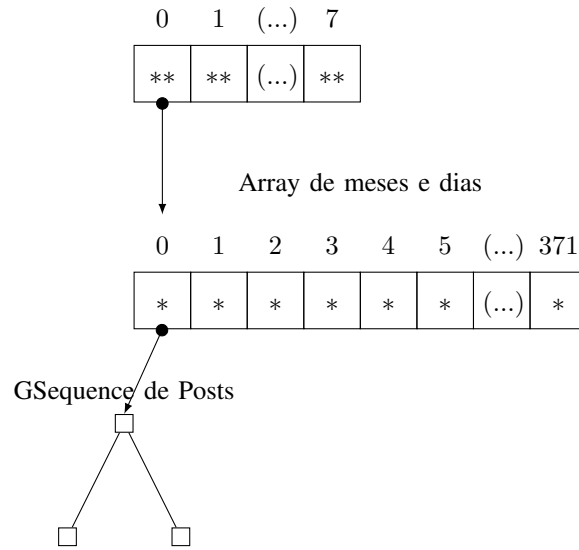 0 1 (...) 7
** ** (...) **
Array de meses e dias
0 1 2 3 4 5 (...) 371
* * * * * * (...) *
GSequence de Posts